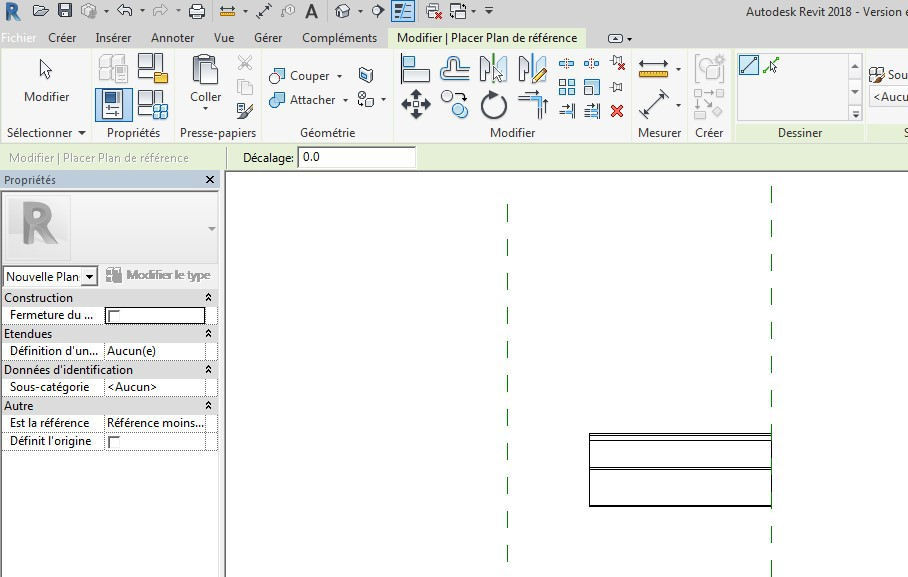 Autodesk Revit 2018 - Version e
Fichier Créer Insérer Annoter Vue Gérer Compléments Modifier | Placer Plan de référence
Modifier Coller Couper Attacher Sou
<Aucu
Sélectionner Propriétés Presse-papiers Géométrie Modifier Mesurer Créer Dessiner S
Modifier | Placer Plan de référence Décalage: 0.0
Propriétés
Nouvelle Plan Modifier le type
Construction
Fermeture du ...
Etendues
Définition d'un... Aucun(e)
Données d'identification
Sous-catégorie <Aucun>
Autre
Est la référence Référence moins...
Définit l'origine